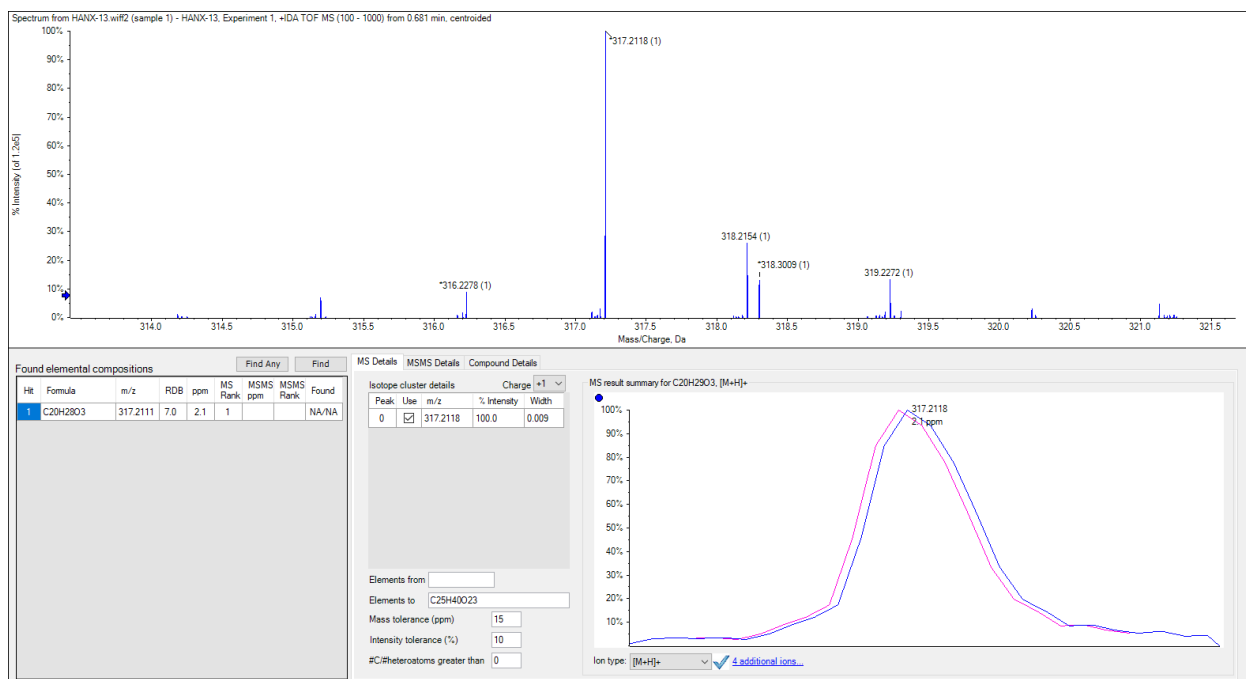 Spectrum from HANX-13.wiff2 (sample 1) - HANX-13, Experiment 1, +IDA TOF MS (100 - 1000) from 0.681 min, centroided
% Intensity (of 1.2e5)
100%
90%
80%
70%
60%
50%
40%
30%
20%
10%
0%
*317.2118 (1)
318.2154 (1)
*318.3009 (1)
319.2272 (1)
*316.2278 (1)
314.0 314.5 315.0 315.5 316.0 316.5 317.0 317.5 318.0 318.5 319.0 319.5 320.0 320.5 321.0 321.5
Mass/Charge, Da
Found elemental compositions
Find Any Find
Hit Formula m/z RDB ppm MS Rank MSMS ppm MSMS Rank Found
1 C20H28O3 317.2111 7.0 2.1 1 NA/NA
MS Details MSMS Details Compound Details
Isotope cluster details Charge +1
Peak Use m/z % Intensity Width
0 317.2118 100.0 0.009
Elements from
Elements to C25H40O23
Mass tolerance (ppm) 15
Intensity tolerance (%) 10
#C/#heteroatoms greater than 0
MS result summary for C20H29O3, [M+H]+
100%
90%
80%
70%
60%
50%
40%
30%
20%
10%
317.2118
2.1 ppm
Ion type: [M+H]+ 4 additional ions...